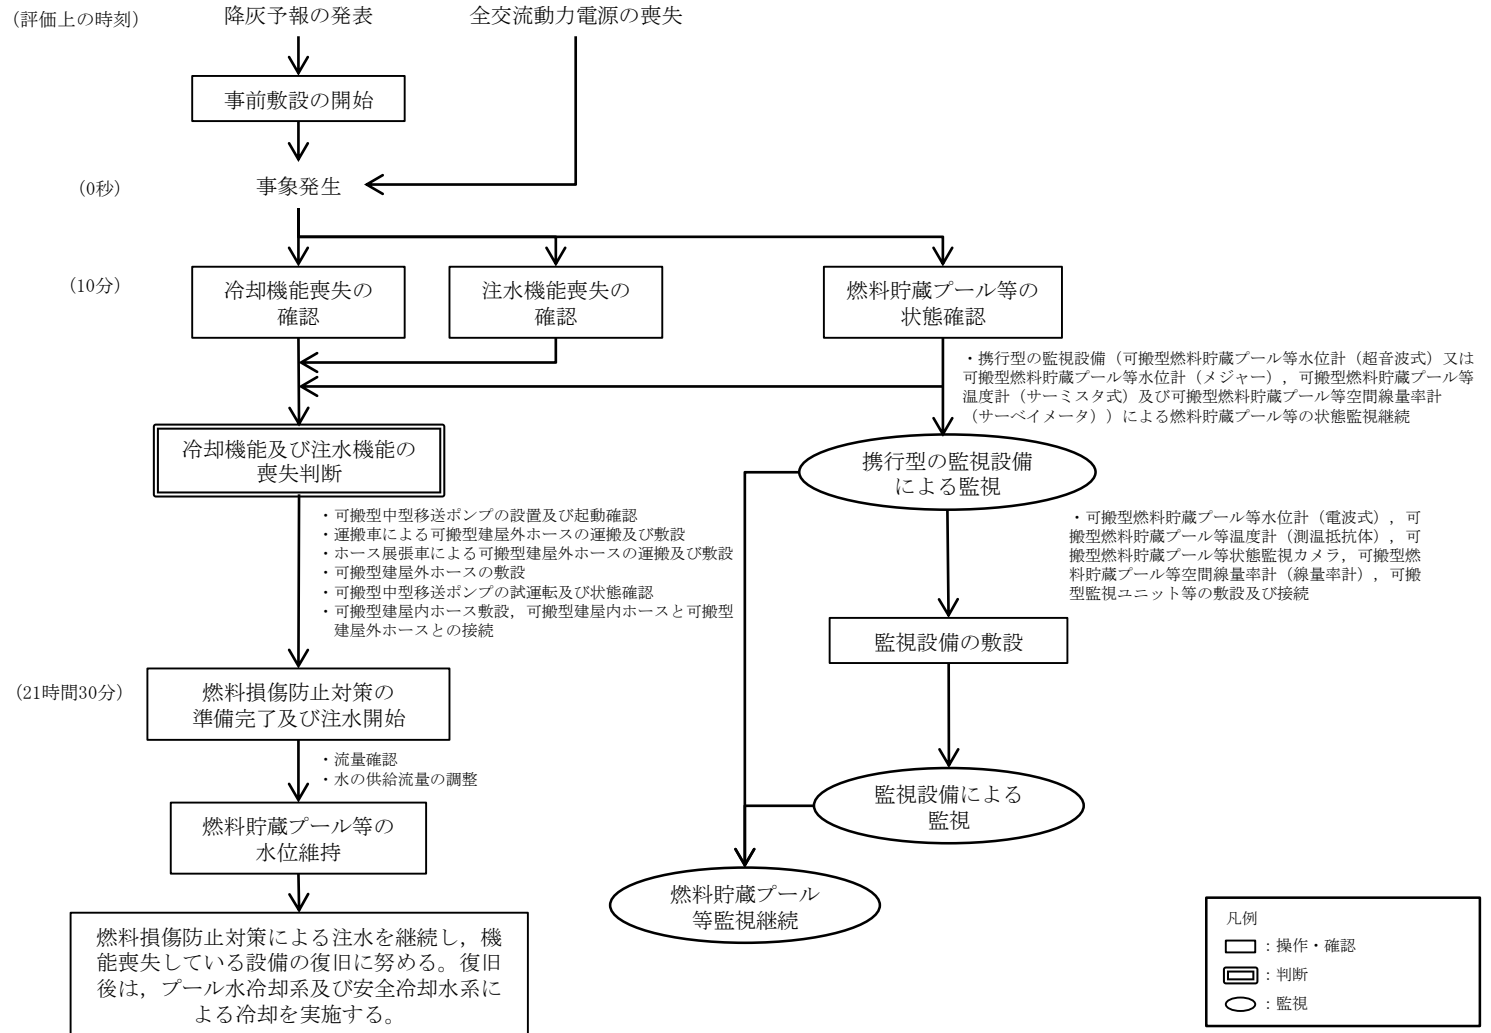 (評価上の時刻)
降灰予報の発表
全交流動力電源の喪失
事前敷設の開始
(0秒)
事象発生
(10分)
冷却機能喪失の
確認
注水機能喪失の
確認
燃料貯蔵プール等の
状態確認
・携行型の監視設備（可搬型燃料貯蔵プール等水位計（超音波式）又は
可搬型燃料貯蔵プール等水位計（メジャー），可搬型燃料貯蔵プール等
温度計（サーミスタ式）及び可搬型燃料貯蔵プール等空間線量率計
（サーベイメータ））による燃料貯蔵プール等の状態監視継続
冷却機能及び注水機能の
喪失判断
携行型の監視設備
による監視
・可搬型中型移送ポンプの設置及び起動確認
・運搬車による可搬型建屋外ホースの運搬及び敷設
・ホース展張車による可搬型建屋外ホースの運搬及び敷設
・可搬型建屋外ホースの敷設
・可搬型中型移送ポンプの試運転及び状態確認
・可搬型建屋内ホース敷設，可搬型建屋内ホースと可搬型
建屋外ホースとの接続
・可搬型燃料貯蔵プール等水位計（電波式），可
搬型燃料貯蔵プール等温度計（測温抵抗体），可
搬型燃料貯蔵プール等状態監視カメラ，可搬型燃
料貯蔵プール等空間線量率計（線量率計），可搬
型監視ユニット等の敷設及び接続
監視設備の敷設
(21時間30分)
燃料損傷防止対策の
準備完了及び注水開始
・流量確認
・水の供給流量の調整
監視設備による
監視
燃料貯蔵プール等の
水位維持
燃料貯蔵プール
等監視継続
燃料損傷防止対策による注水を継続し，機
能喪失している設備の復旧に努める。復旧
後は，プール水冷却系及び安全冷却水系に
よる冷却を実施する。
凡例
：操作・確認
：判断
：監視